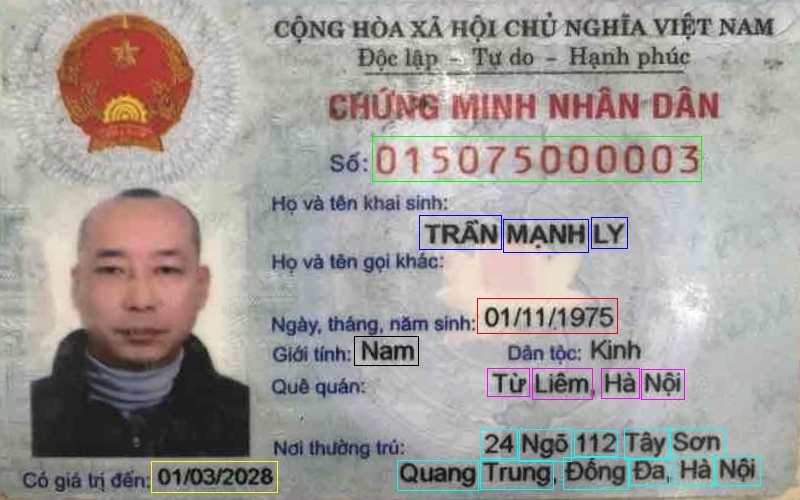 CỘNG HÒA XÃ HỘI CHỦ NGHĨA VIỆT NAM
Độc lập - Tự do - Hạnh phúc
CHỨNG MINH NHÂN DÂN
Số: 015075000003
Họ và tên khai sinh:
TRẦN MẠNH LY
Họ và tên gọi khác:
Ngày, tháng, năm sinh: 01/11/1975
Giới tính: Nam Dân tộc: Kinh
Quê quán: Từ Liêm, Hà Nội
Nơi thường trú: 24 Ngõ 112 Tây Sơn
Quang Trung, Đống Đa, Hà Nội
Có giá trị đến: 01/03/2028